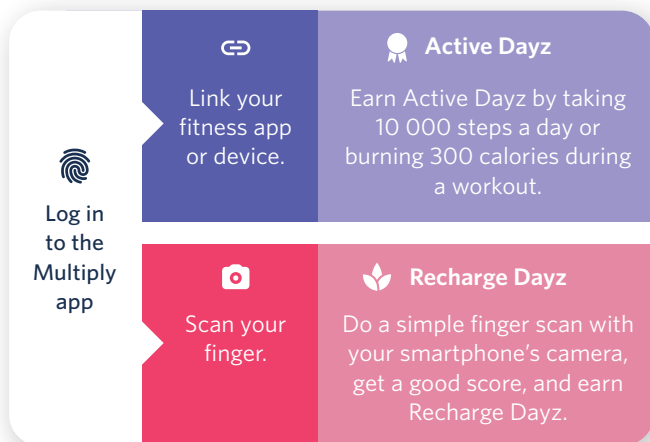 Log in
to the
Multiply
app
Link your
fitness app
or device.
Active Dayz
Earn Active Dayz by taking
10 000 steps a day or
burning 300 calories during
a workout.
Scan your
finger.
Recharge Dayz
Do a simple finger scan with
your smartphone's camera,
get a good score, and earn
Recharge Dayz.